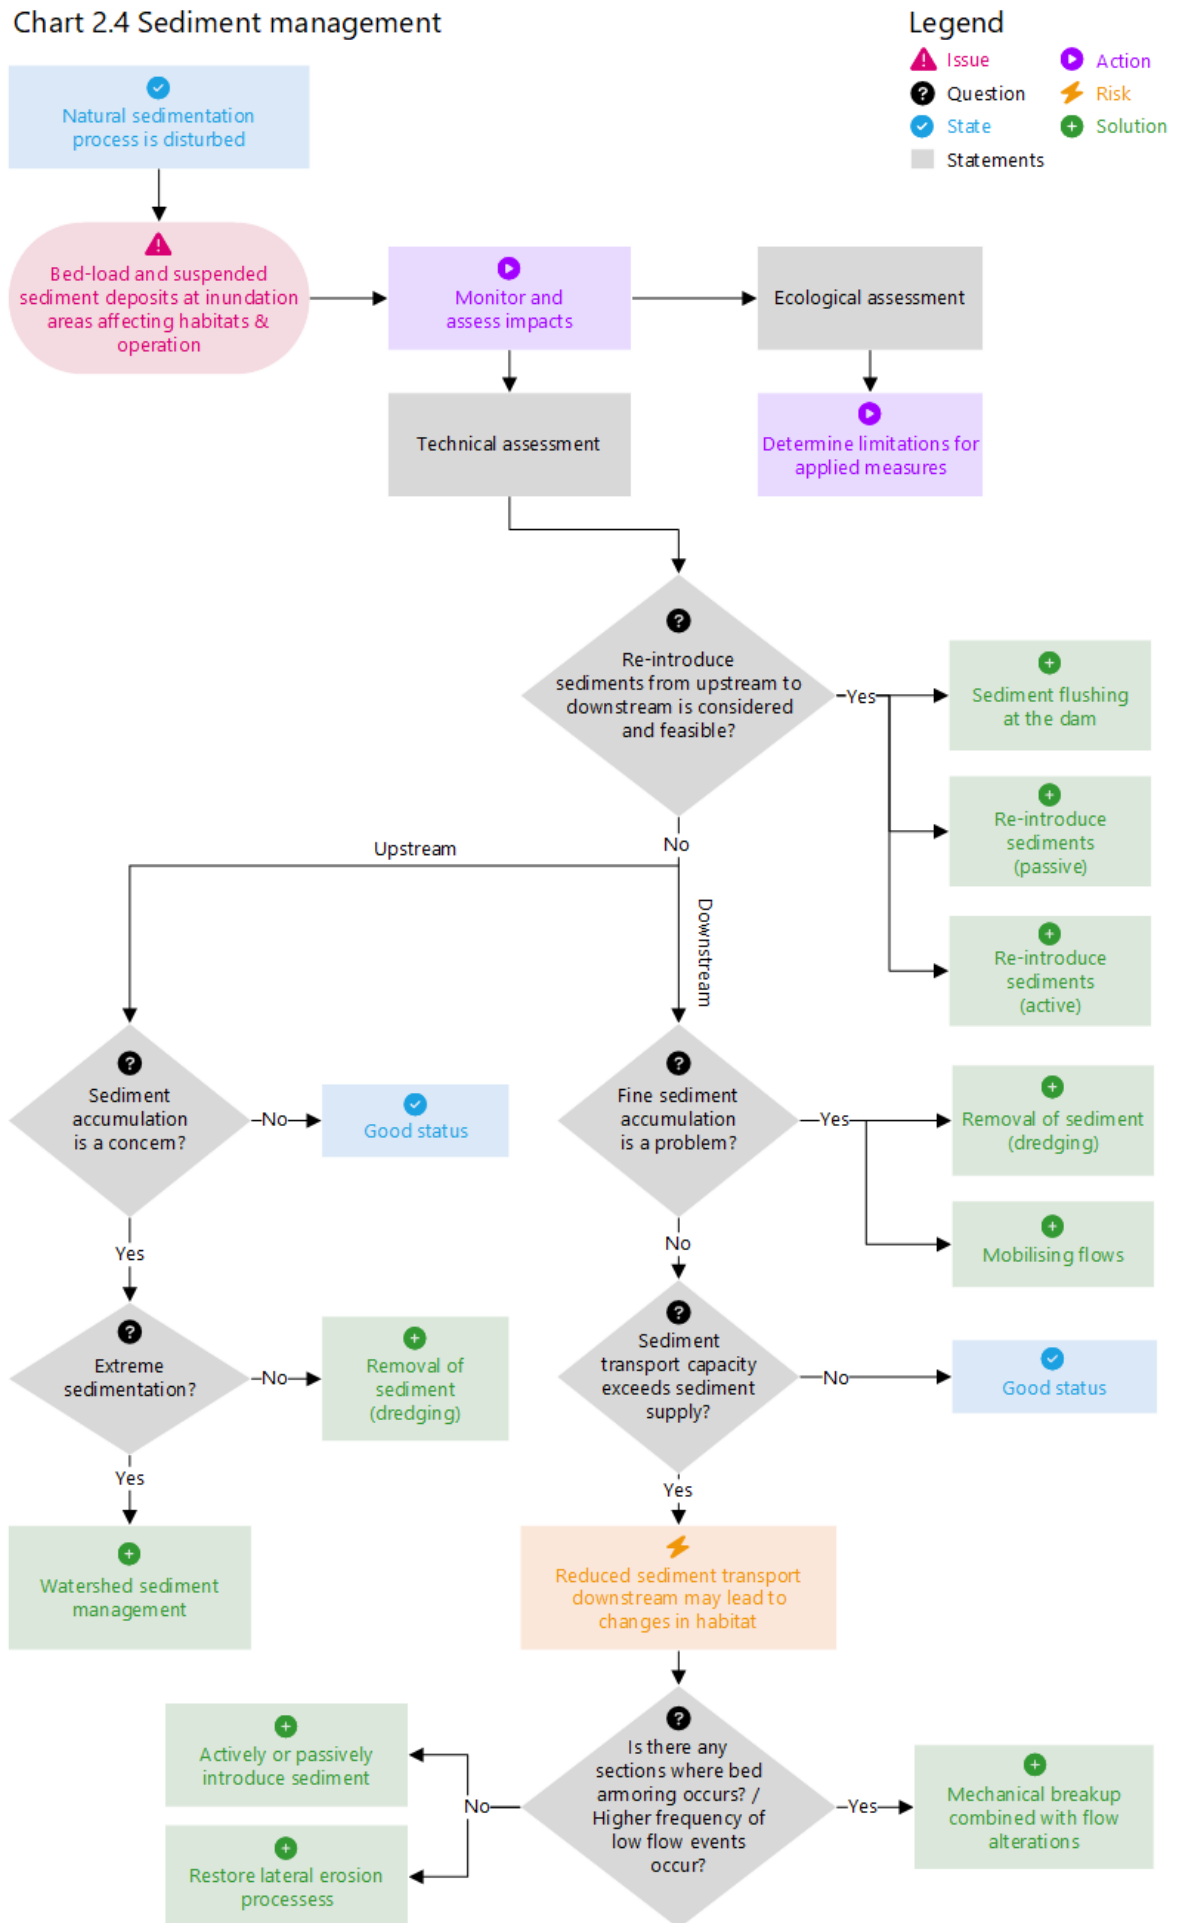 Chart 2.4 Sediment management
Legend
Issue
Action
Question
Risk
State
Solution
Statements
Natural sedimentation
process is disturbed
Bed-load and suspended
sediment deposits at inundation
areas affecting habitats &
operation
Monitor and
assess impacts
Ecological assessment
Technical assessment
Determine limitations for
applied measures
Re-introduce
sediments from upstream to
downstream is considered
and feasible?
Yes
Sediment flushing
at the dam
Re-introduce
sediments
(passive)
Re-introduce
sediments
(active)
No
Upstream
Downstream
Sediment
accumulation
is a concern?
No
Good status
Fine sediment
accumulation
is a problem?
Yes
Removal of sediment
(dredging)
Mobilising flows
Yes
No
Extreme
sedimentation?
No
Removal of
sediment
(dredging)
Sediment
transport capacity
exceeds sediment
supply?
No
Good status
Yes
Yes
Watershed sediment
management
Reduced sediment transport
downstream may lead to
changes in habitat
Is there any
sections where bed
armoring occurs? /
Higher frequency of
low flow events
occur?
No
Actively or passively
introduce sediment
Restore lateral erosion
processess
Yes
Mechanical breakup
combined with flow
alterations